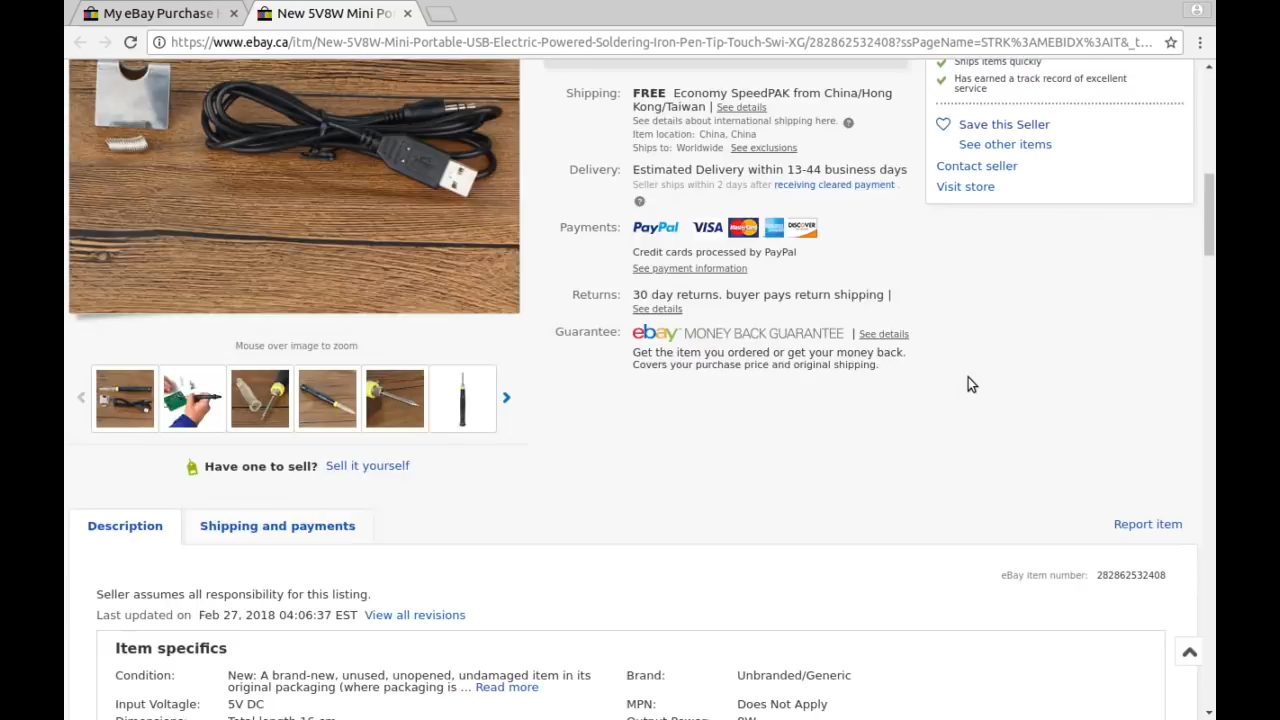 My eBay Purchase
New 5V8W Mini Po
https://www.ebay.ca/itm/New-5V8W-Mini-Portable-USB-Electric-Powered-Soldering-Iron-Pen-Tip-Touch-Swi-XG/282862532408?ssPageName=STRK%3AMEBIDX%3AIT&_t...
Ships items quickly
Has earned a track record of excellent
service
Save this Seller
See other items
Contact seller
Visit store
Shipping: FREE Economy SpeedPAK from China/Hong
Kong/Taiwan | See details
See details about international shipping here. ?
Item location: China, China
Ships to: Worldwide See exclusions
Delivery: Estimated Delivery within 13-44 business days
Seller ships within 2 days after receiving cleared payment .
?
Payments: PayPal VISA MasterCard DISCOVER
Credit cards processed by PayPal
See payment information
Returns: 30 day returns. buyer pays return shipping |
See details
Guarantee: ebay MONEY BACK GUARANTEE | See details
Get the item you ordered or get your money back.
Covers your purchase price and original shipping.
Mouse over image to zoom
Have one to sell? Sell it yourself
Description
Shipping and payments
Report item
eBay item number: 282862532408
Seller assumes all responsibility for this listing.
Last updated on Feb 27, 2018 04:06:37 EST View all revisions
Item specifics
Condition: New: A brand-new, unused, unopened, undamaged item in its
original packaging (where packaging is ... Read more
Brand: Unbranded/Generic
Input Voltagle: 5V DC
MPN: Does Not Apply
Dimensions: Total length 16 cm
Output Power: 8W